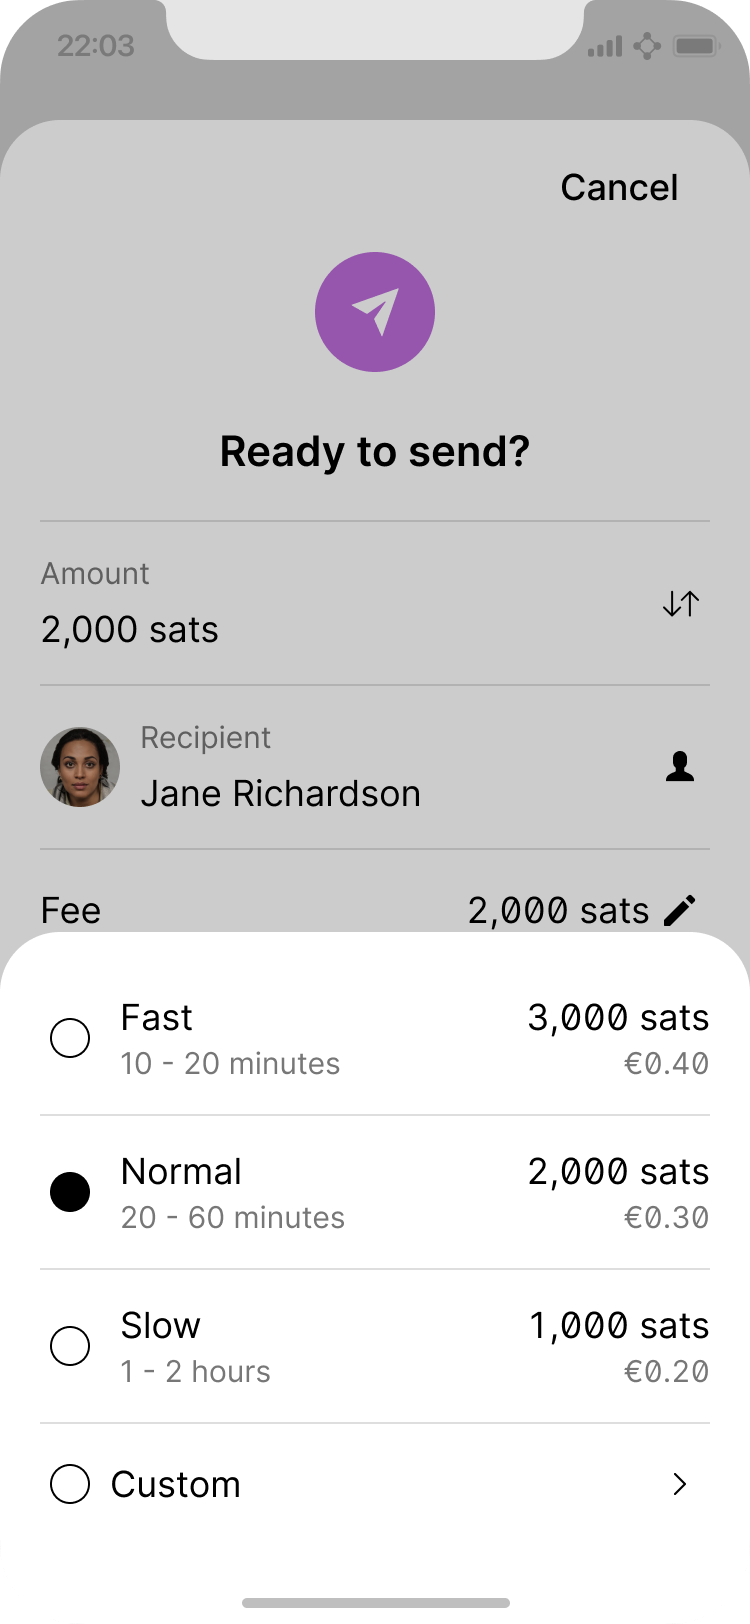 22:03
Cancel
Ready to send?
Amount
2,000 sats
Recipient
Jane Richardson
Fee 2,000 sats
Fast 3,000 sats
10 - 20 minutes €0.40
Normal 2,000 sats
20 - 60 minutes €0.30
Slow 1,000 sats
1 - 2 hours €0.20
Custom